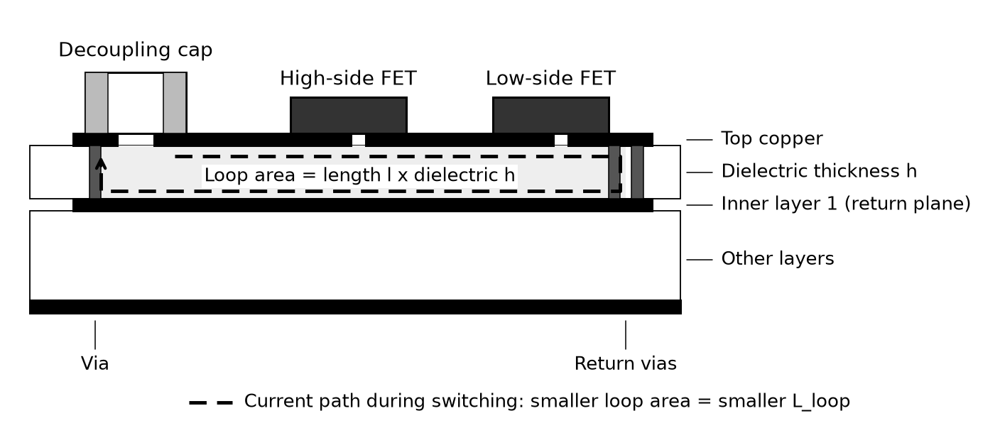 Decoupling cap
High-side FET
Low-side FET
Top copper
Loop area = length l x dielectric h
Dielectric thickness h
Inner layer 1 (return plane)
Other layers
Via
Return vias
Current path during switching: smaller loop area = smaller L_loop